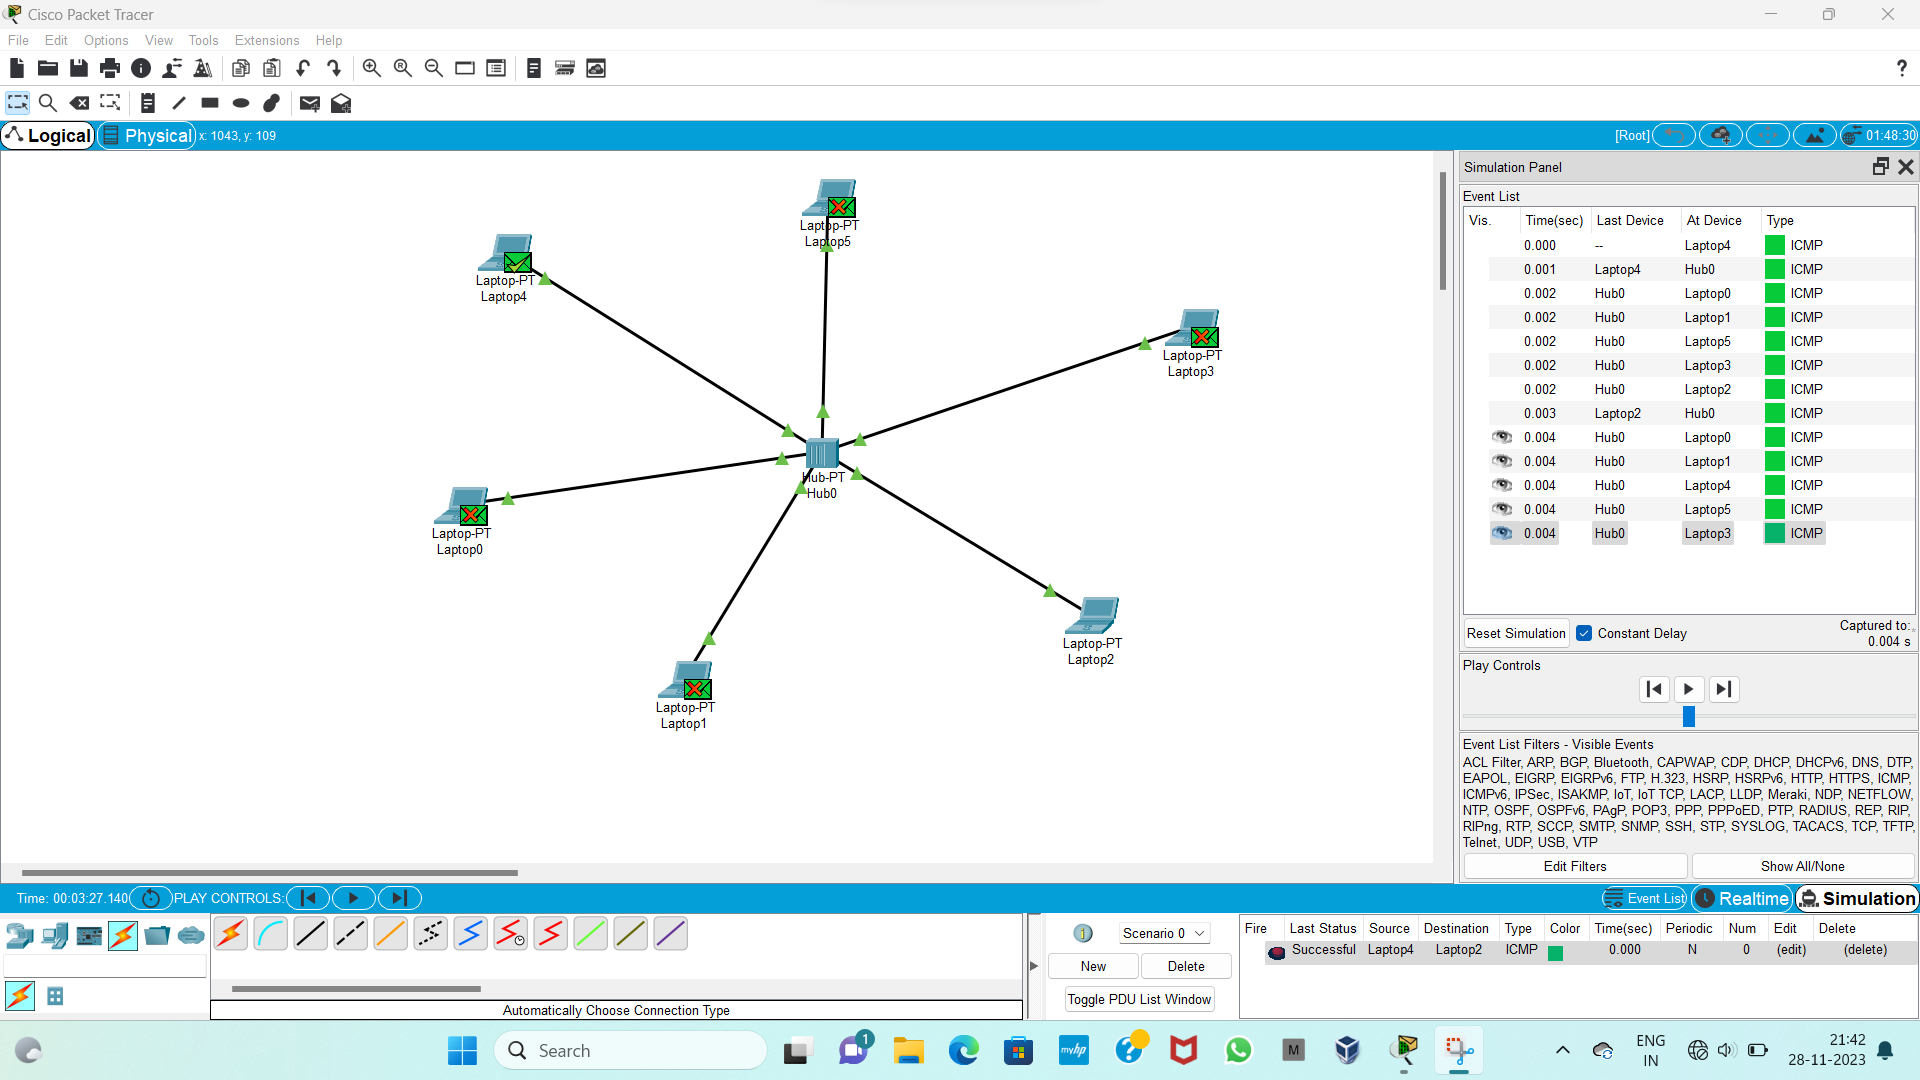 Cisco Packet Tracer
File Edit Options View Tools Extensions Help
?
Logical Physical x: 1043, y: 109 [Root] 01:48:30
Laptop-PT
Laptop5
Laptop-PT
Laptop4
Laptop-PT
Laptop3
Hub-PT
Hub0
Laptop-PT
Laptop0
Laptop-PT
Laptop2
Laptop-PT
Laptop1
Simulation Panel
Event List
Vis. Time(sec) Last Device At Device Type
0.000 -- Laptop4 ICMP
0.001 Laptop4 Hub0 ICMP
0.002 Hub0 Laptop0 ICMP
0.002 Hub0 Laptop1 ICMP
0.002 Hub0 Laptop5 ICMP
0.002 Hub0 Laptop3 ICMP
0.002 Hub0 Laptop2 ICMP
0.003 Laptop2 Hub0 ICMP
0.004 Hub0 Laptop0 ICMP
0.004 Hub0 Laptop1 ICMP
0.004 Hub0 Laptop4 ICMP
0.004 Hub0 Laptop5 ICMP
0.004 Hub0 Laptop3 ICMP
Reset Simulation Constant Delay Captured to:
0.004 s
Play Controls
Event List Filters - Visible Events
ACL Filter, ARP, BGP, Bluetooth, CAPWAP, CDP, DHCP, DHCPv6, DNS, DTP,
EAPOL, EIGRP, EIGRPv6, FTP, H.323, HSRP, HSRPv6, HTTP, HTTPS, ICMP,
ICMPv6, IPSec, ISAKMP, IoT, IoT TCP, LACP, LLDP, Meraki, NDP, NETFLOW,
NTP, OSPF, OSPFv6, PAgP, POP3, PPP, PPPoED, PTP, RADIUS, REP, RIP,
RIPng, RTP, SCCP, SMTP, SNMP, SSH, STP, SYSLOG, TACACS, TCP, TFTP,
Telnet, UDP, USB, VTP
Edit Filters Show All/None
Time: 00:03:27.140 PLAY CONTROLS: Event List Realtime Simulation
Scenario 0
New Delete
Toggle PDU List Window
Fire Last Status Source Destination Type Color Time(sec) Periodic Num Edit Delete
Successful Laptop4 Laptop2 ICMP 0.000 N 0 (edit) (delete)
Automatically Choose Connection Type
Search
1
myhp
M
ENG
IN
21:42
28-11-2023